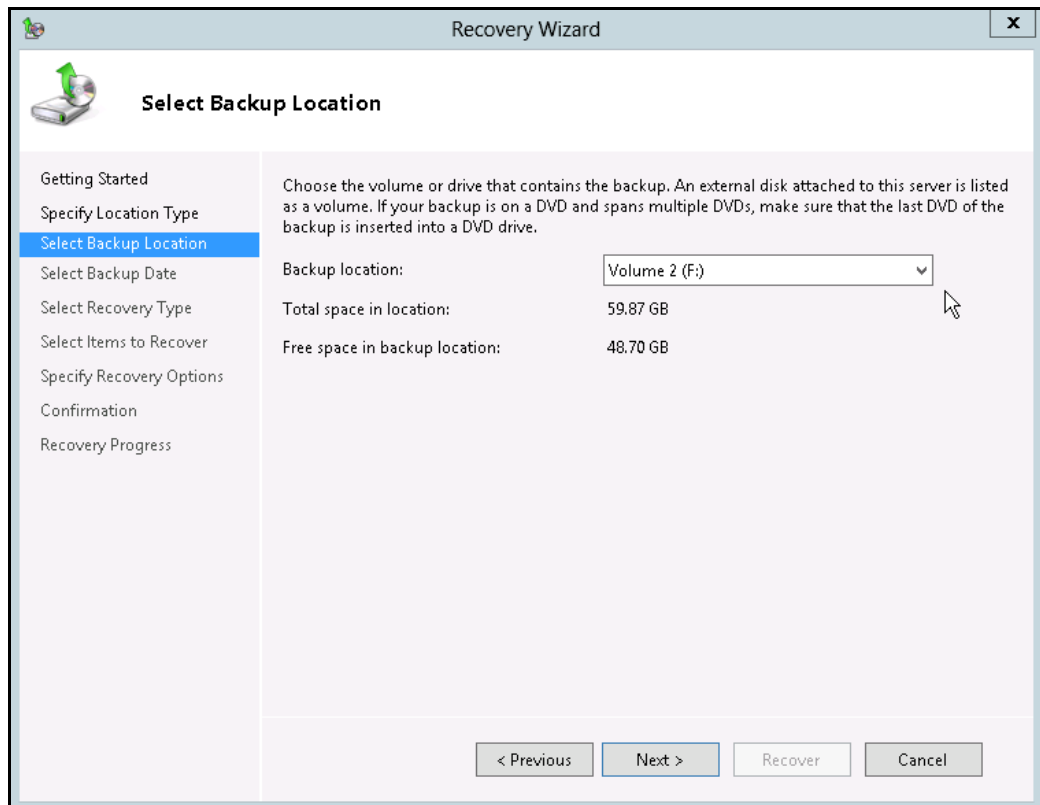 Recovery Wizard
x
Select Backup Location
Getting Started
Specify Location Type
Select Backup Location
Select Backup Date
Select Recovery Type
Select Items to Recover
Specify Recovery Options
Confirmation
Recovery Progress
Choose the volume or drive that contains the backup. An external disk attached to this server is listed
as a volume. If your backup is on a DVD and spans multiple DVDs, make sure that the last DVD of the
backup is inserted into a DVD drive.
Backup location: Volume 2 (F:)
Total space in location: 59.87 GB
Free space in backup location: 48.70 GB
< Previous Next > Recover Cancel